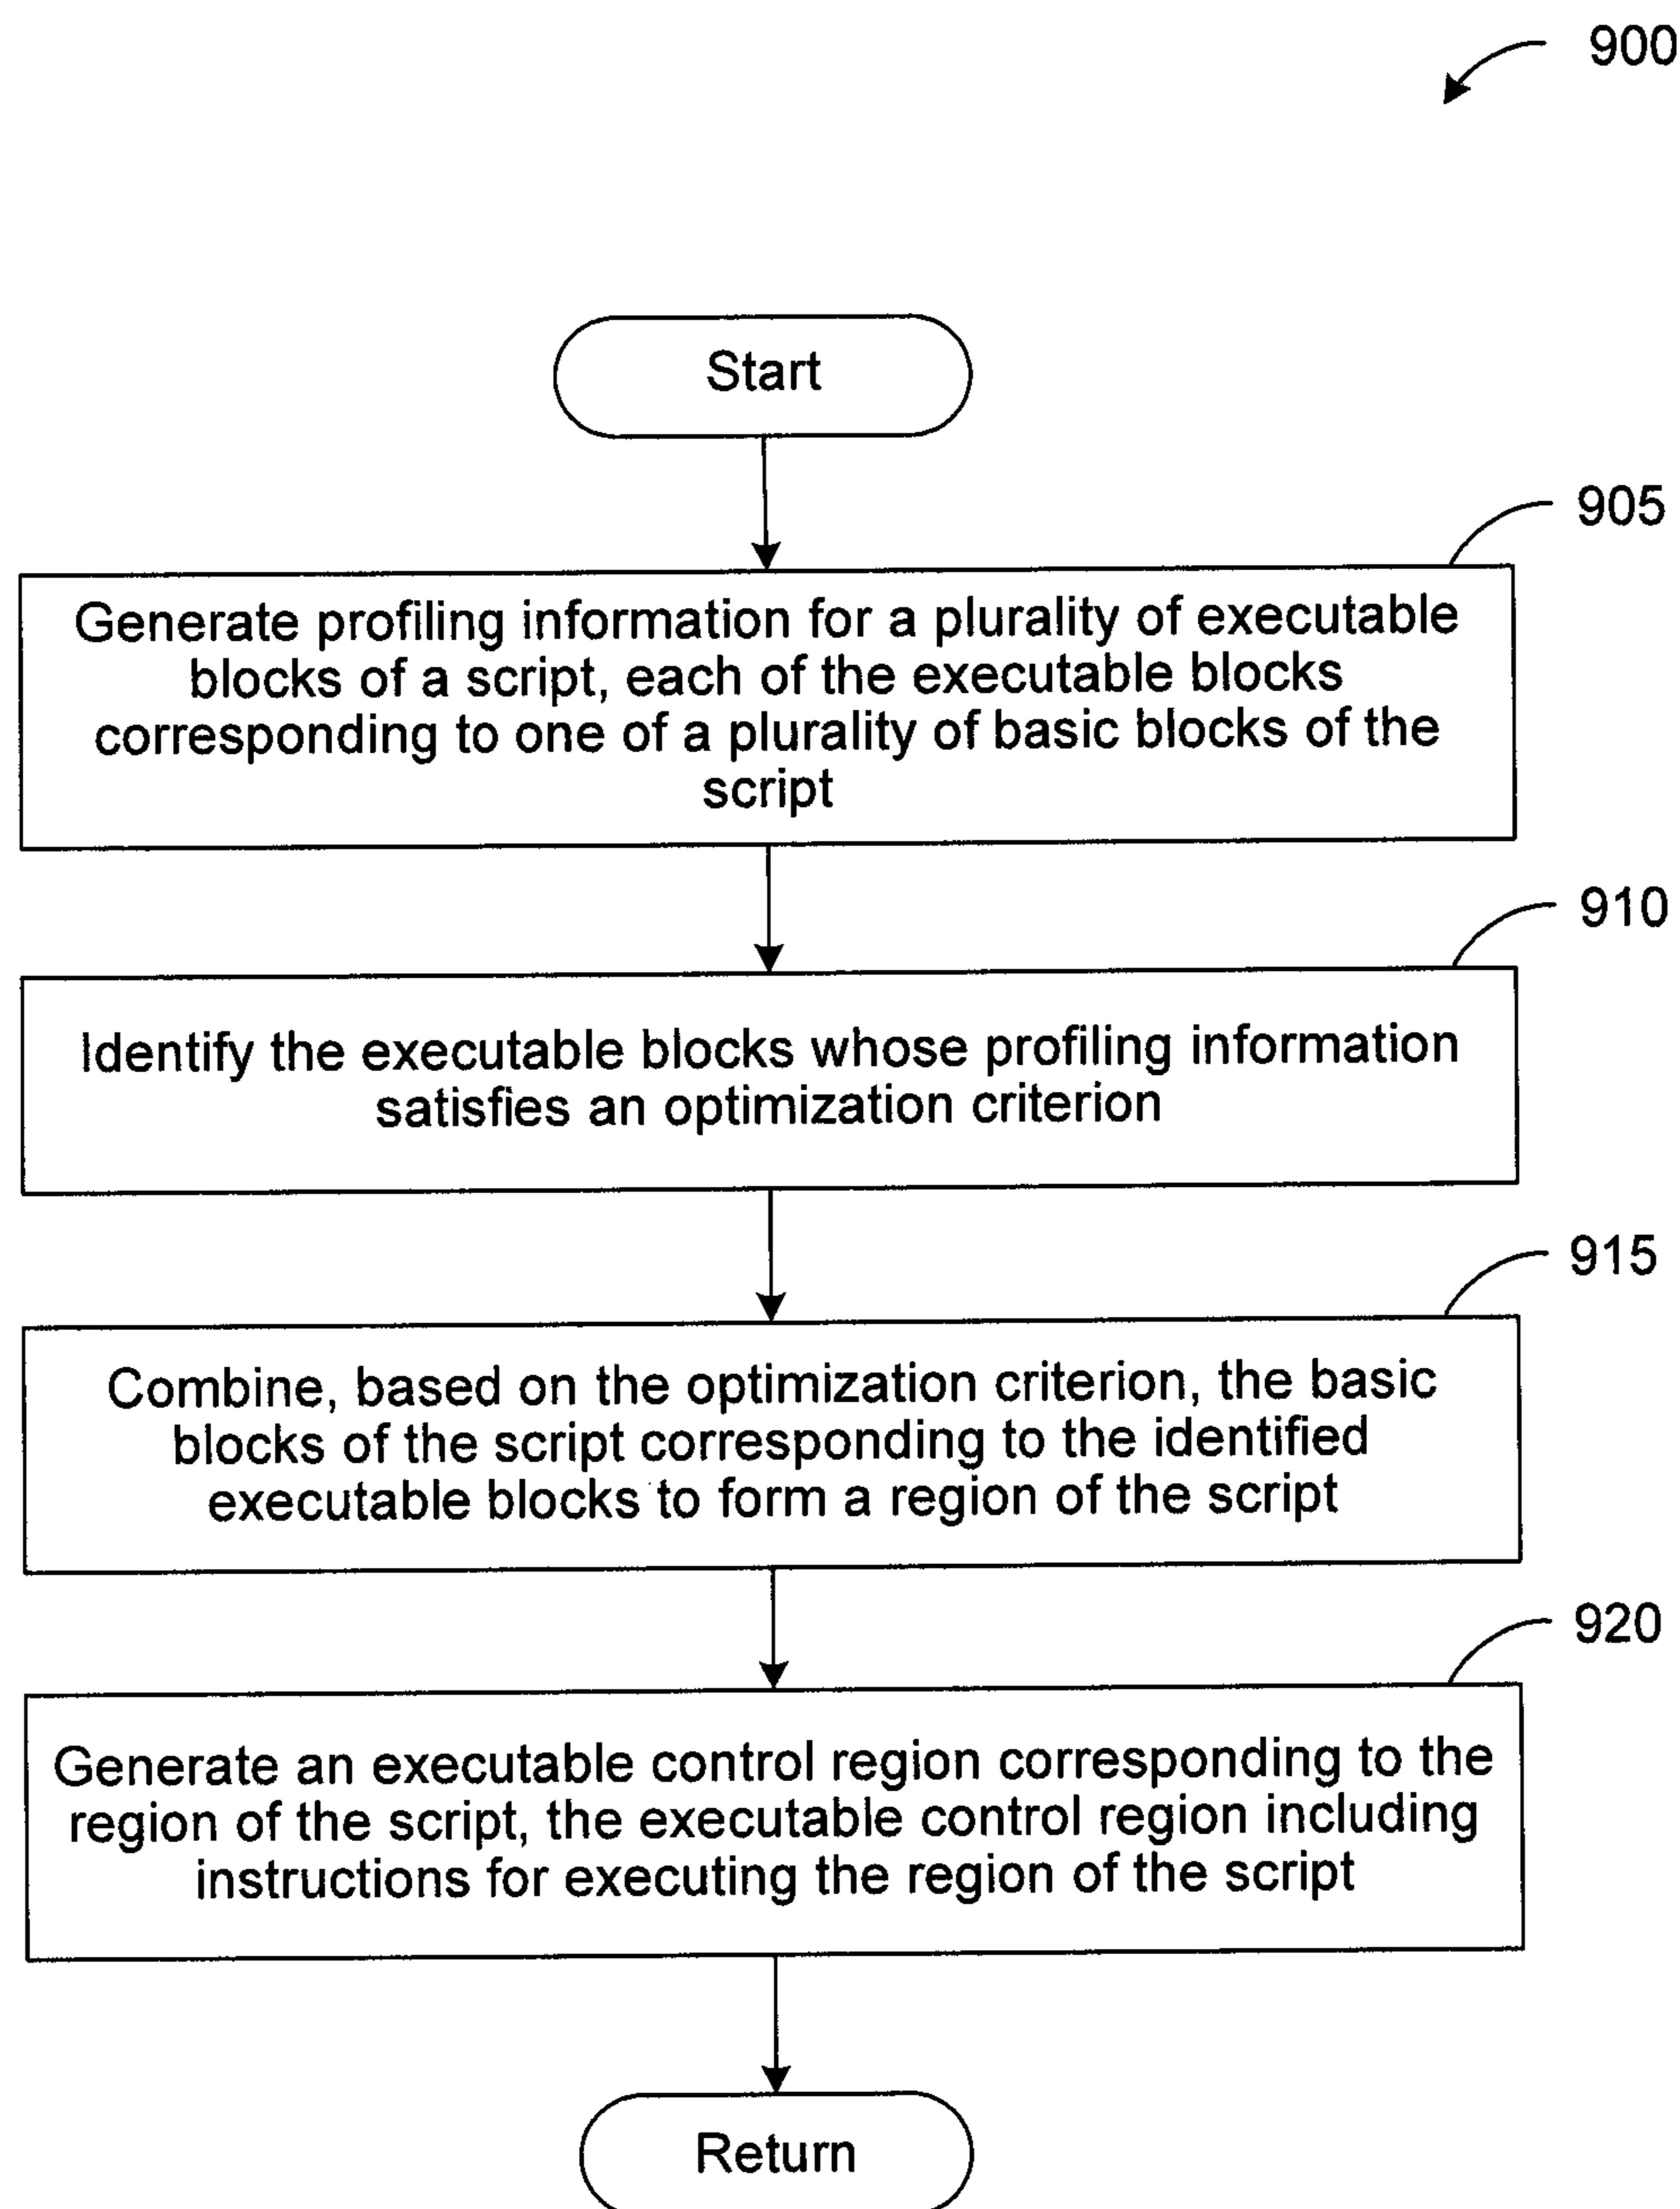 900
Start
905
Generate profiling information for a plurality of executable
blocks of a script, each of the executable blocks
corresponding to one of a plurality of basic blocks of the
script
910
Identify the executable blocks whose profiling information
satisfies an optimization criterion
915
Combine, based on the optimization criterion, the basic
blocks of the script corresponding to the identified
executable blocks to form a region of the script
920
Generate an executable control region corresponding to the
region of the script, the executable control region including
instructions for executing the region of the script
Return